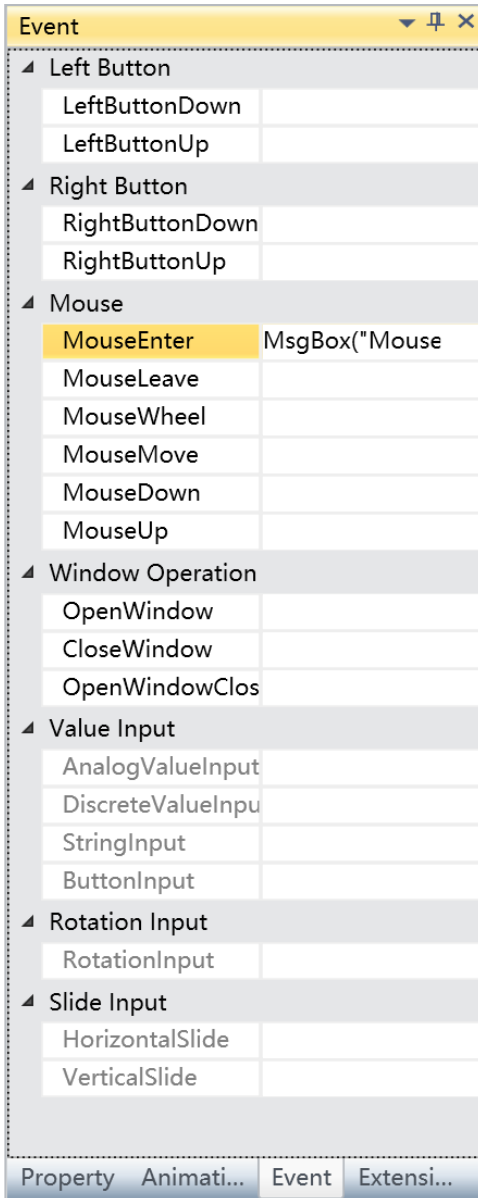 Event
Left Button
LeftButtonDown
LeftButtonUp
Right Button
RightButtonDown
RightButtonUp
Mouse
MouseEnter MsgBox("Mouse
MouseLeave
MouseWheel
MouseMove
MouseDown
MouseUp
Window Operation
OpenWindow
CloseWindow
OpenWindowClos
Value Input
AnalogValueInput
DiscreteValueInpu
StringInput
ButtonInput
Rotation Input
RotationInput
Slide Input
HorizontalSlide
VerticalSlide
Property Animati... Event Extensi...